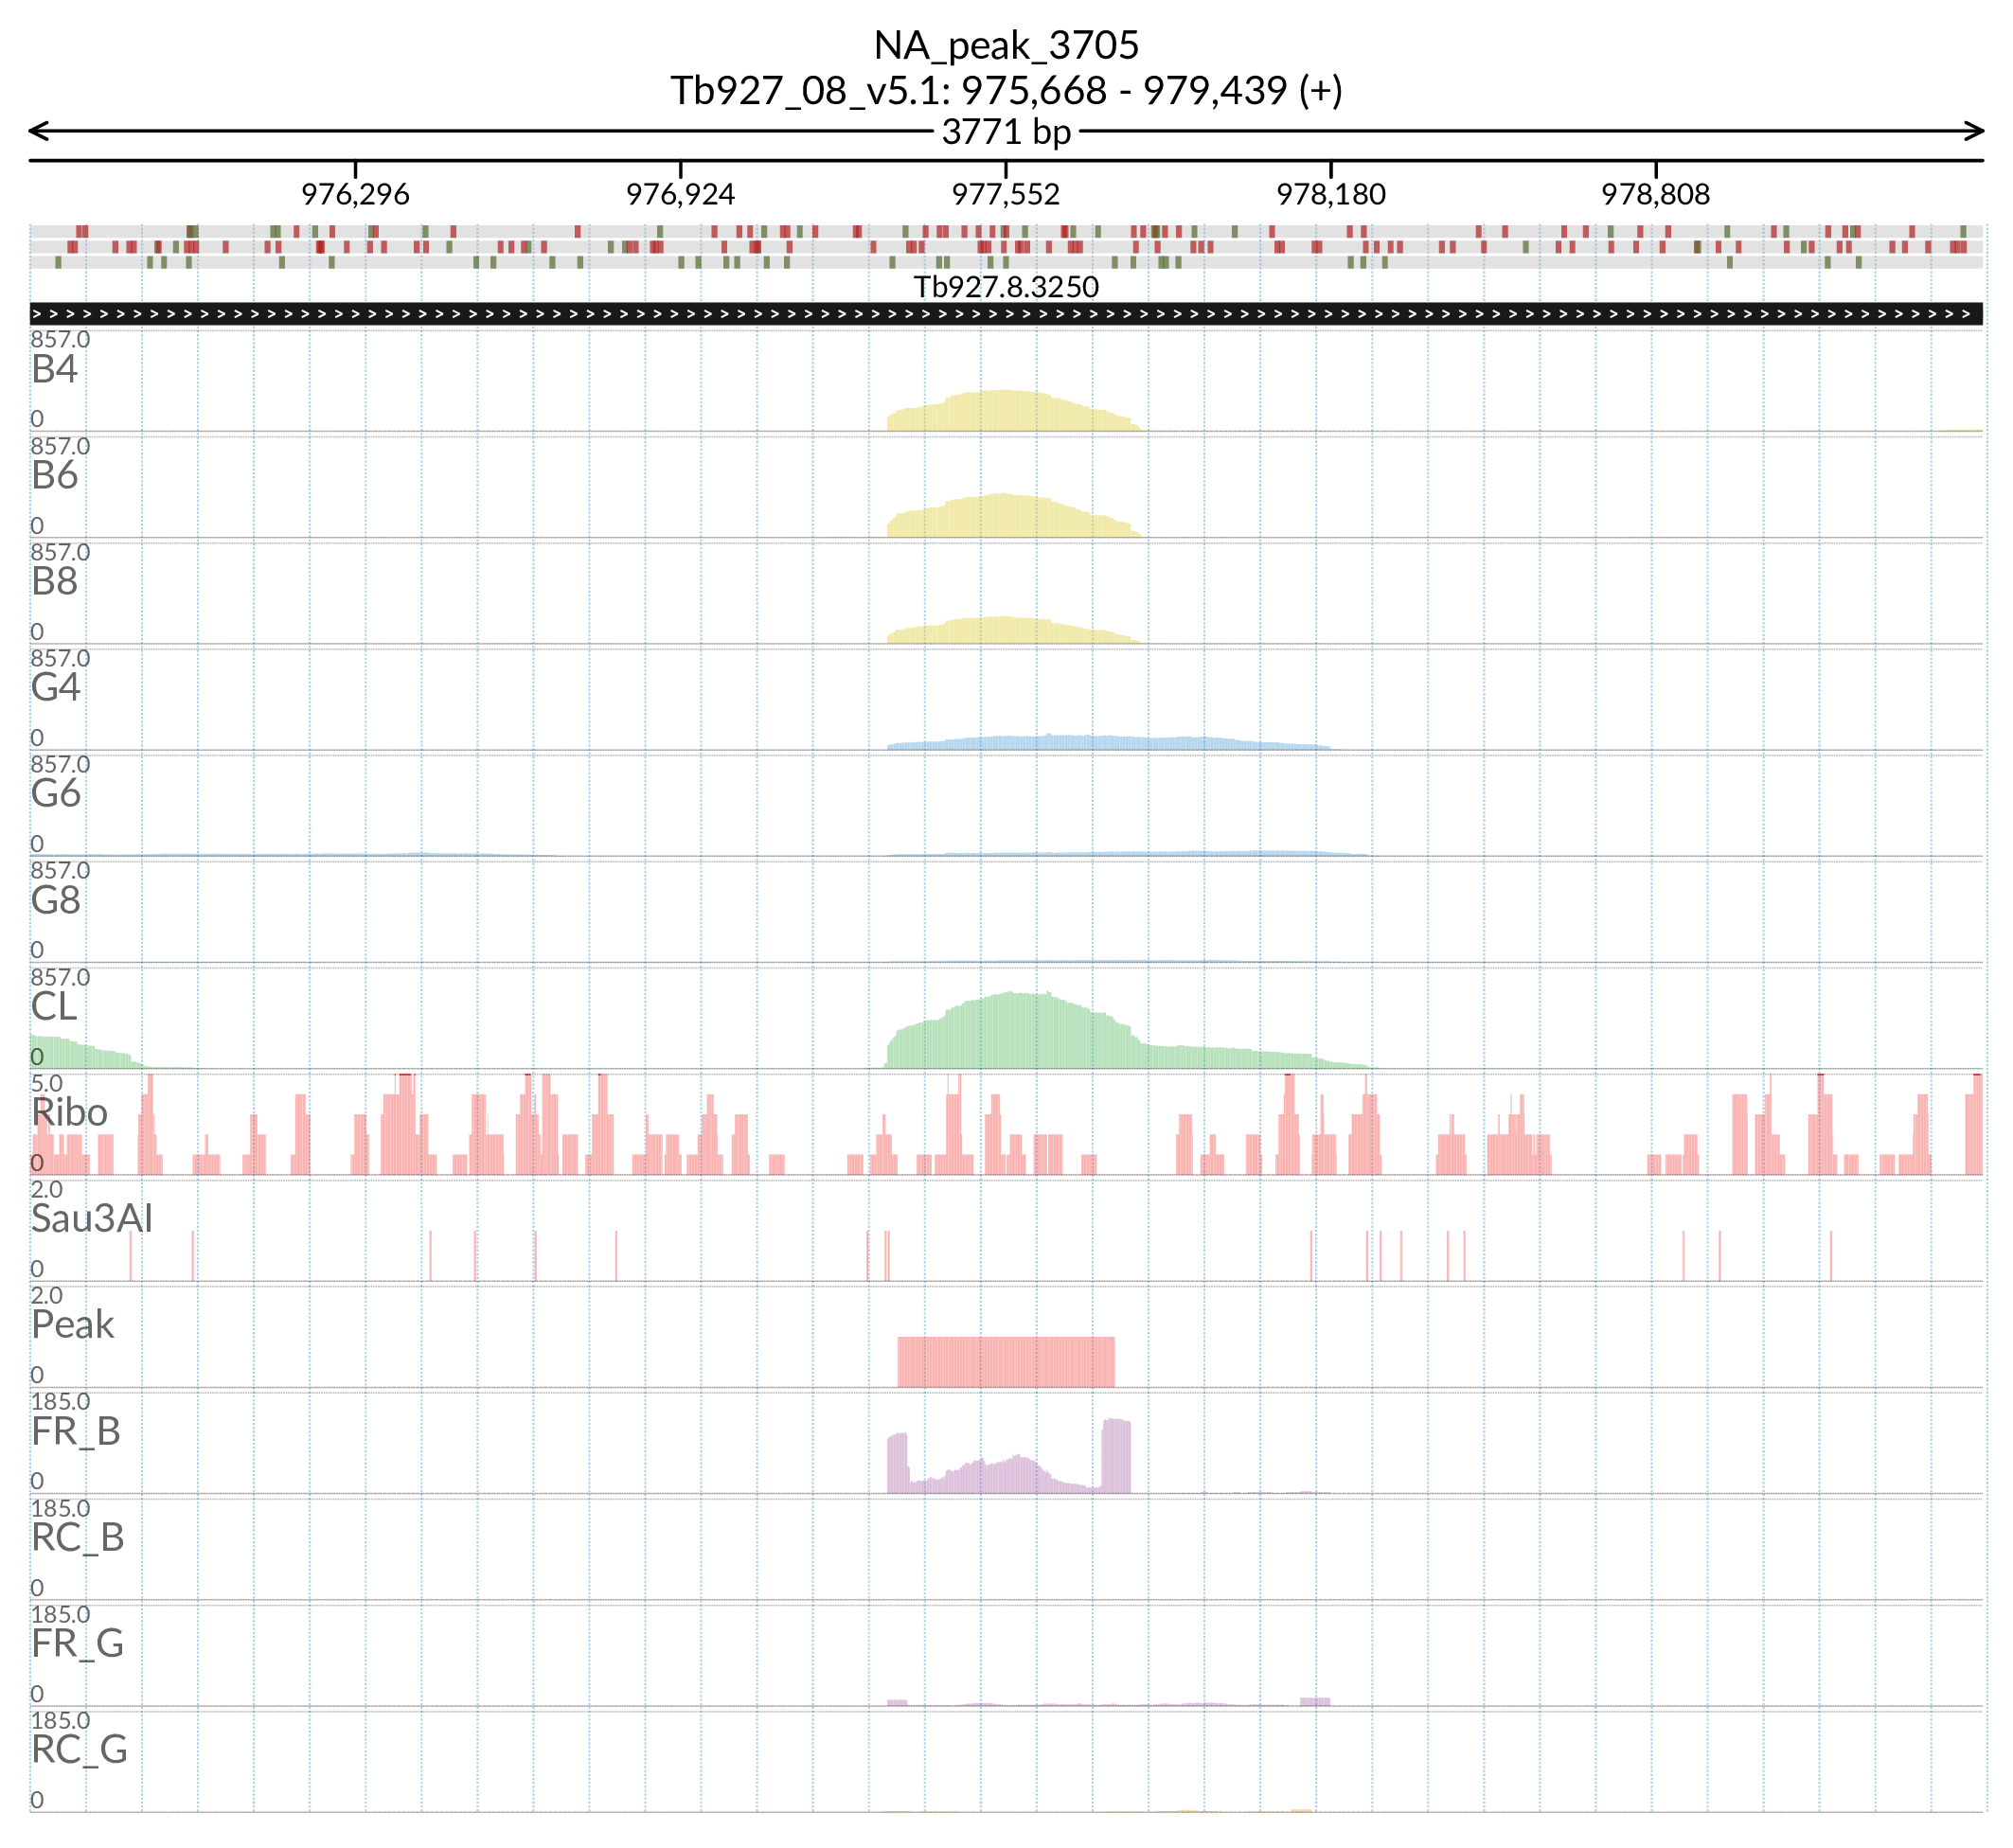 NA_peak_3705
Tb927_08_v5.1: 975,668 - 979,439 (+)
3771 bp
976,296 976,924 977,552 978,180 978,808
Tb927.8.3250
857.0
B4
0
857.0
B6
0
857.0
B8
0
857.0
G4
0
857.0
G6
0
857.0
G8
0
857.0
CL
0
5.0
Ribo
0
2.0
Sau3AI
0
2.0
Peak
0
185.0
FR_B
0
185.0
RC_B
0
185.0
FR_G
0
185.0
RC_G
0